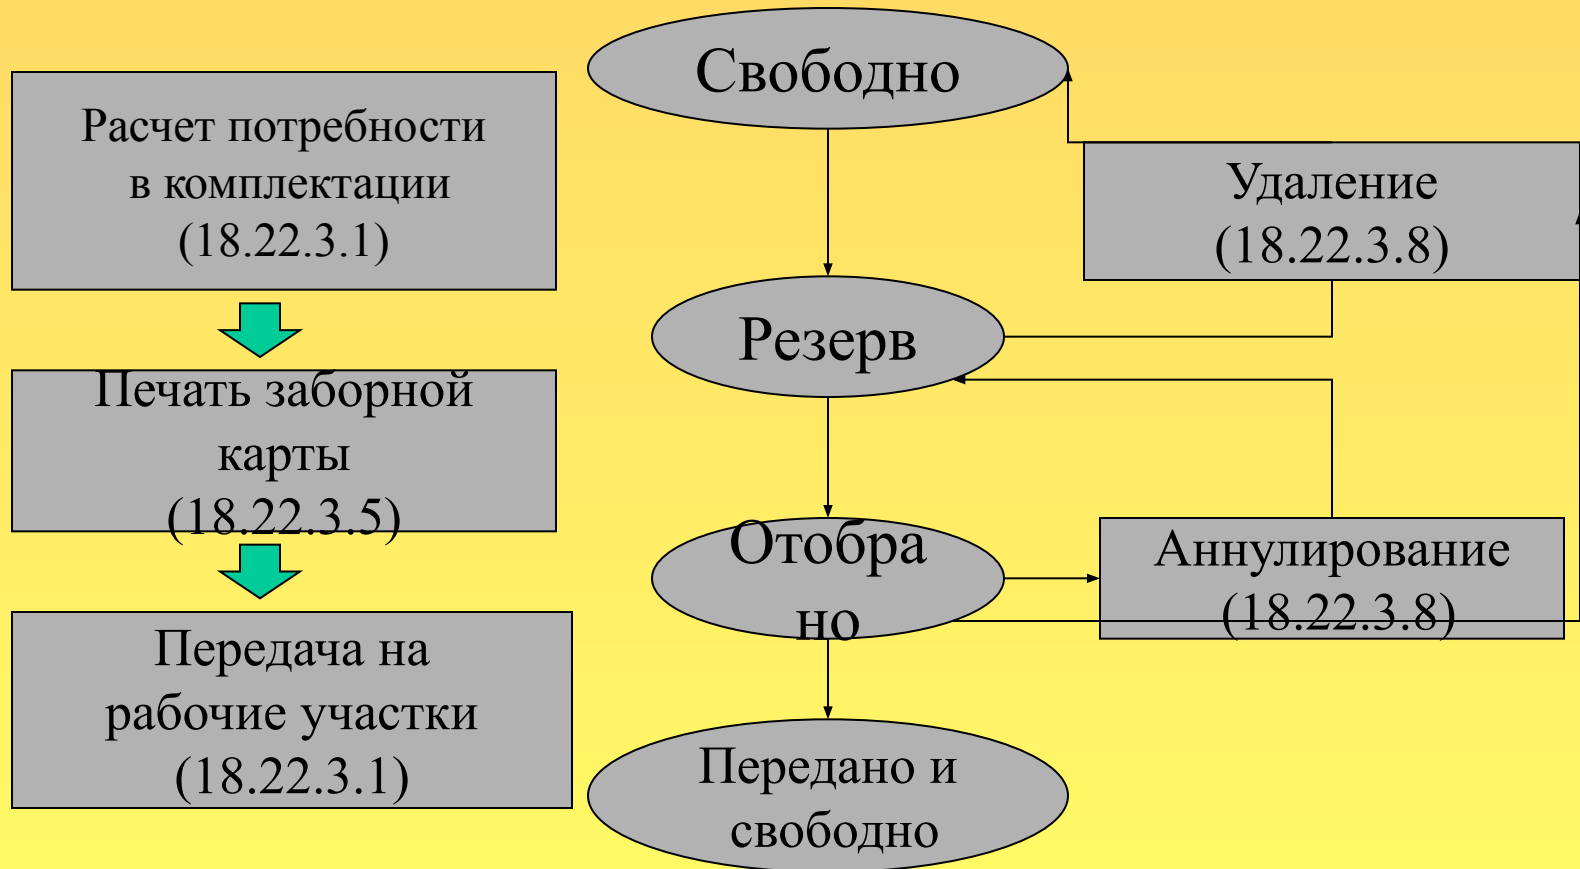 Расчет потребности
в комплектации
(18.22.3.1)
Печать заборной
карты
(18.22.3.5)
Передача на
рабочие участки
(18.22.3.1)
Свободно
Резерв
Отобра
но
Передано и
свободно
Удаление
(18.22.3.8)
Аннулирование
(18.22.3.8)